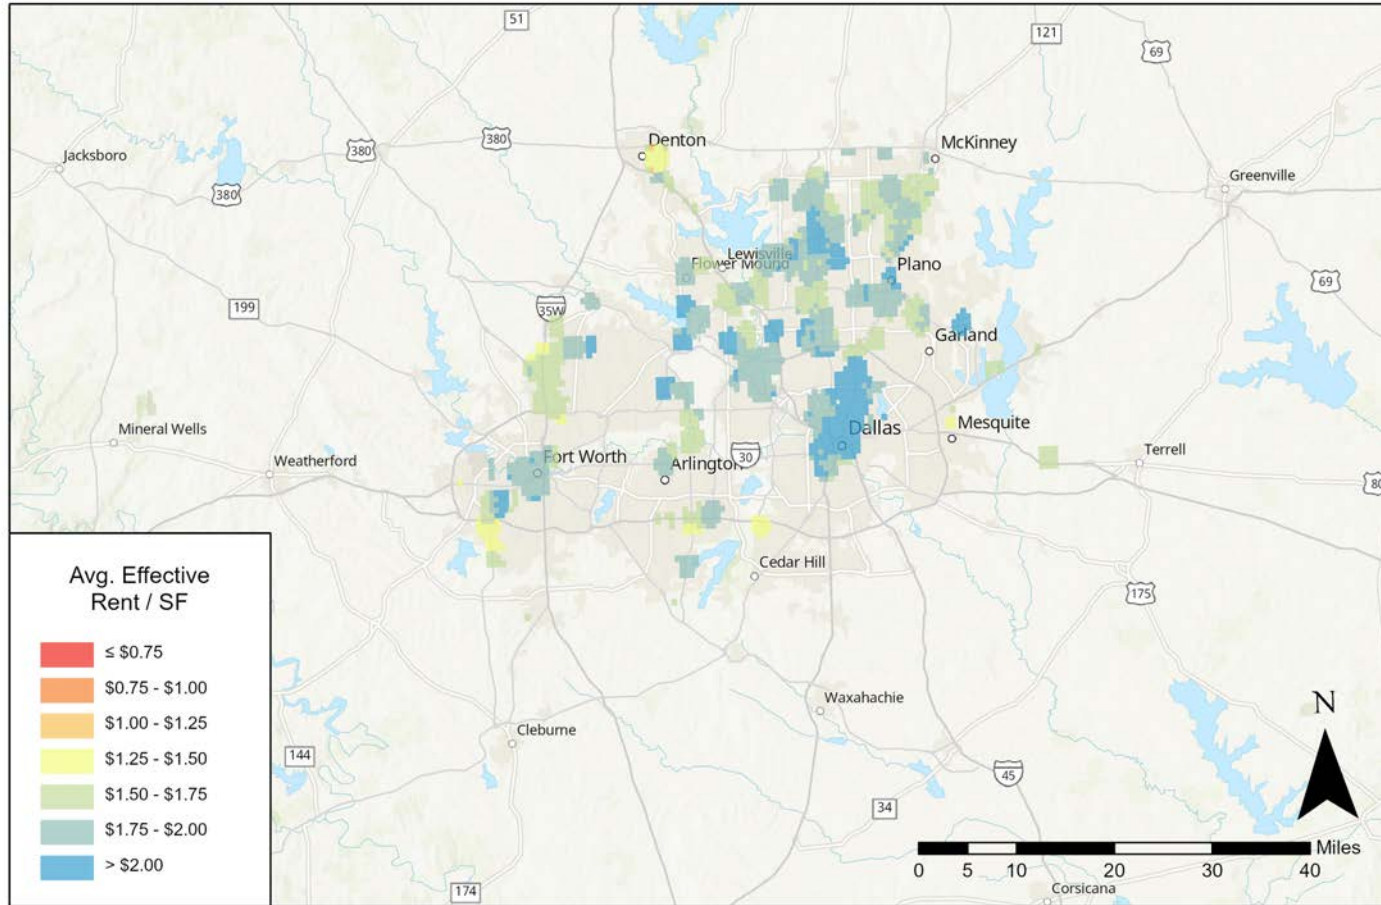 51
121
69
380
Denton
McKinney
Jacksboro
380
Greenville
380
Lewisville
Flower Mound
Plano
69
199
35W
Garland
Mineral Wells
Dallas
Mesquite
Weatherford
Fort Worth
Arlington
30
Terrell
80
Cedar Hill
175
Avg. Effective
Rent / SF
≤ $0.75
$0.75 - $1.00
$1.00 - $1.25
$1.25 - $1.50
$1.50 - $1.75
$1.75 - $2.00
> $2.00
Waxahachie
N
Cleburne
144
45
34
Miles
0 5 10 20 30 40
174
Corsicana